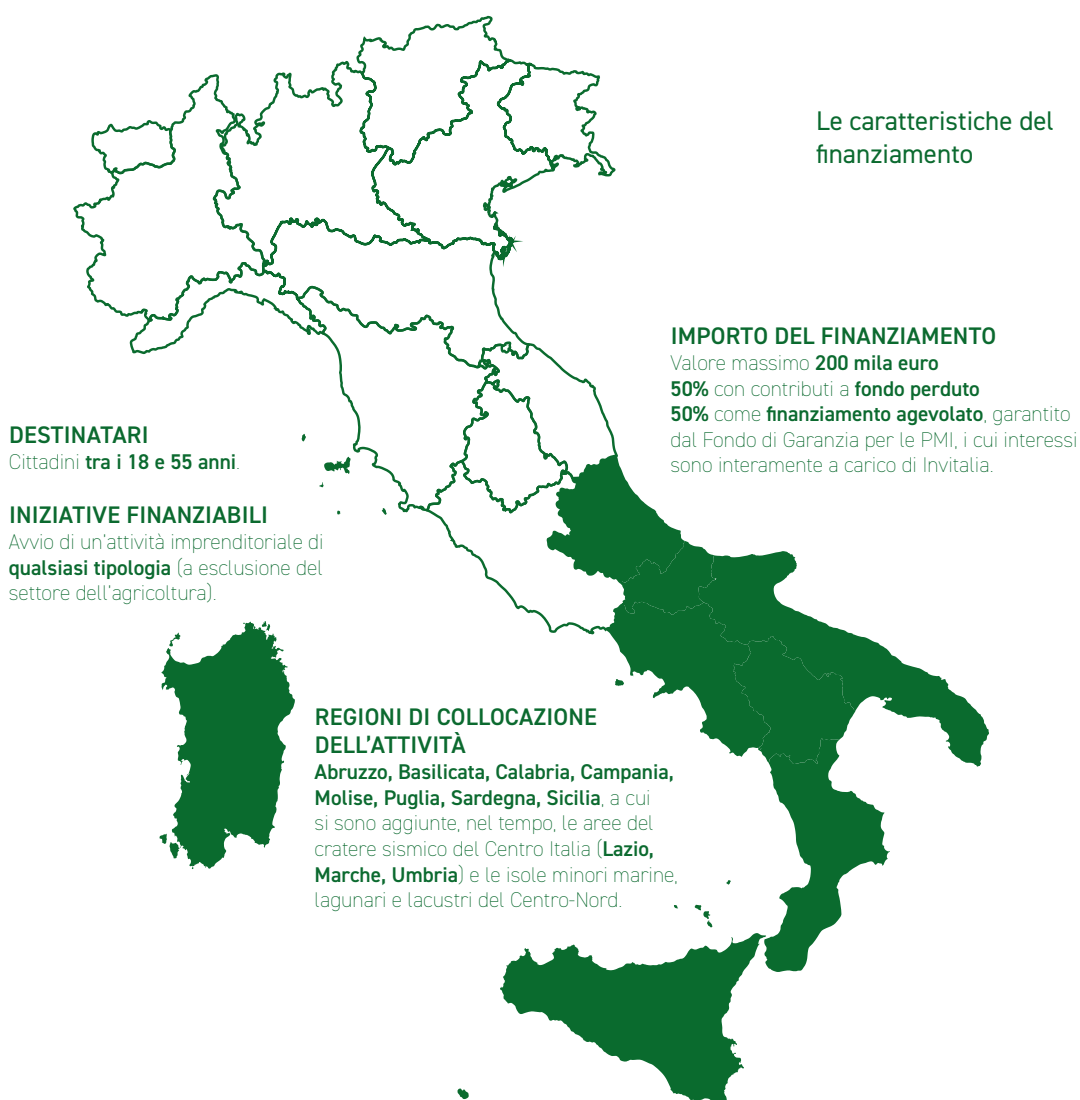 Le caratteristiche del
finanziamento
IMPORTO DEL FINANZIAMENTO
Valore massimo 200 mila euro
50% con contributi a fondo perduto
50% come finanziamento agevolato, garantito
dal Fondo di Garanzia per le PMI, i cui interessi
sono interamente a carico di Invitalia.
DESTINATARI
Cittadini tra i 18 e 55 anni.
INIZIATIVE FINANZIABILI
Avvio di un'attività imprenditoriale di
qualsiasi tipologia (a esclusione del
settore dell'agricoltura).
REGIONI DI COLLOCAZIONE
DELL'ATTIVITÀ
Abruzzo, Basilicata, Calabria, Campania,
Molise, Puglia, Sardegna, Sicilia, a cui
si sono aggiunte, nel tempo, le aree del
cratere sismico del Centro Italia (Lazio,
Marche, Umbria) e le isole minori marine,
lagunari e lacustri del Centro-Nord.